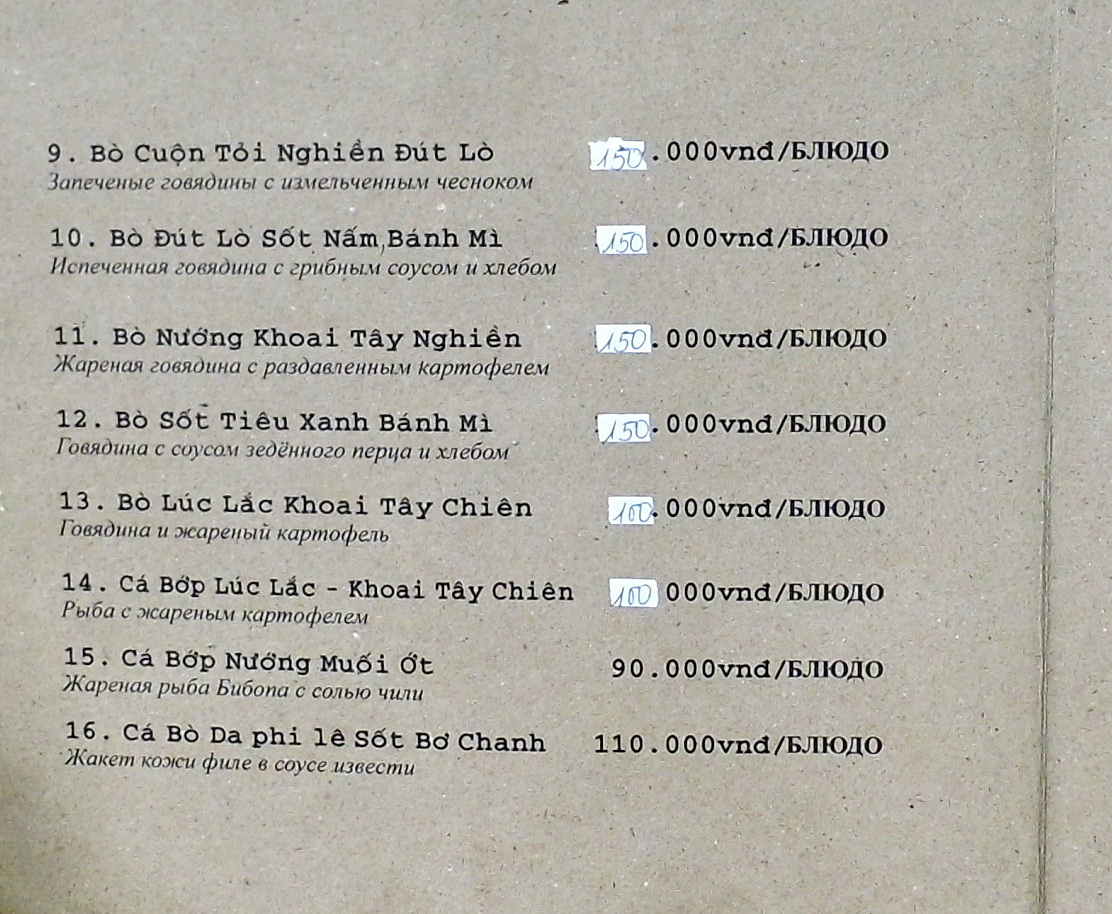 9. Bò Cuộn Tỏi Nghiền Đút Lò 150.000vnđ/БЛЮДО
Запеченые говядины с измельченным чесноком
10. Bò Đút Lò Sốt Nấm,Bánh Mì 150.000vnđ/БЛЮДО
Испеченная говядина с грибным соусом и хлебом
11. Bò Nướng Khoai Tây Nghiền 150.000vnđ/БЛЮДО
Жареная говядина с раздавленным картофелем
12. Bò Sốt Tiêu Xanh Bánh Mì 150.000vnđ/БЛЮДО
Говядина с соусом зедённого перца и хлебом
13. Bò Lúc Lắc Khoai Tây Chiên 100.000vnđ/БЛЮДО
Говядина и жареный картофель
14. Cá Bớp Lúc Lắc - Khoai Tây Chiên 100 000vnđ/БЛЮДО
Рыба с жареным картофелем
15. Cá Bớp Nướng Muối Ớt 90.000vnđ/БЛЮДО
Жареная рыба Бибопа с солью чили
16. Cá Bò Da phi lê Sốt Bơ Chanh 110.000vnđ/БЛЮДО
Жакет кожи филе в соусе извести